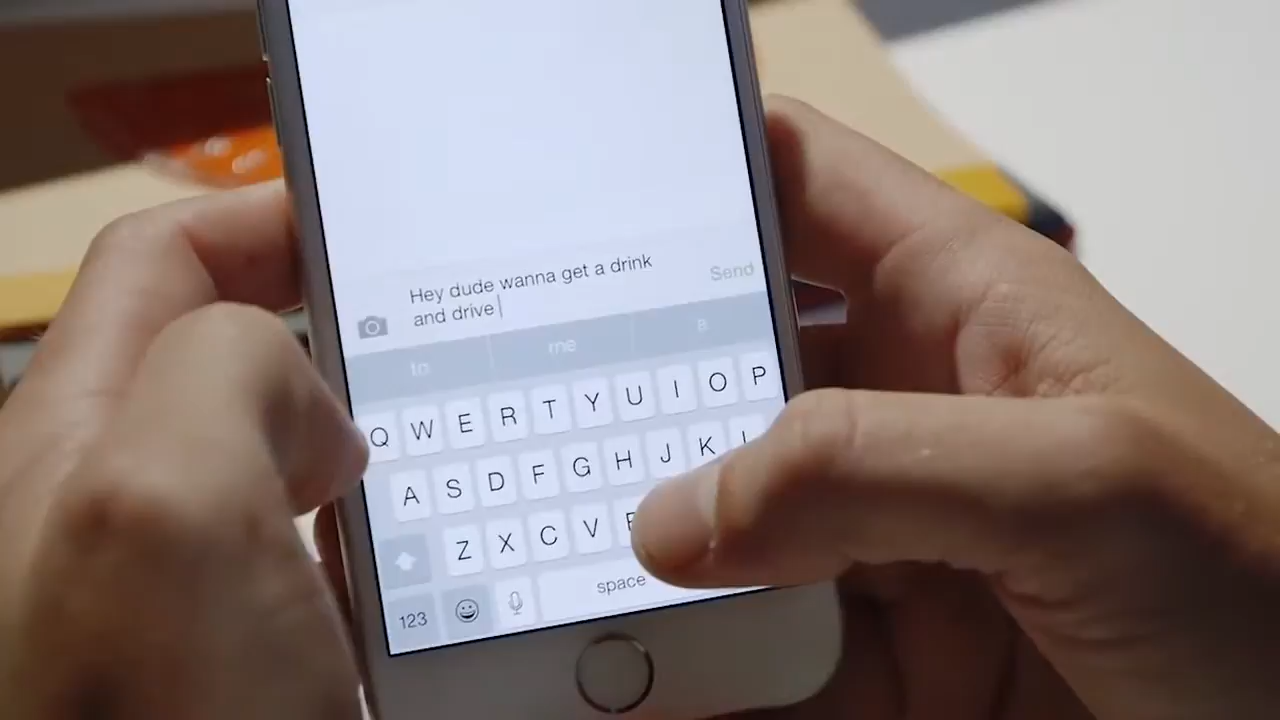 Hey dude wanna get a drink
and drive
Send
to me a
Q W E R T Y U I O P
A S D F G H J K
Z X C V
123 space